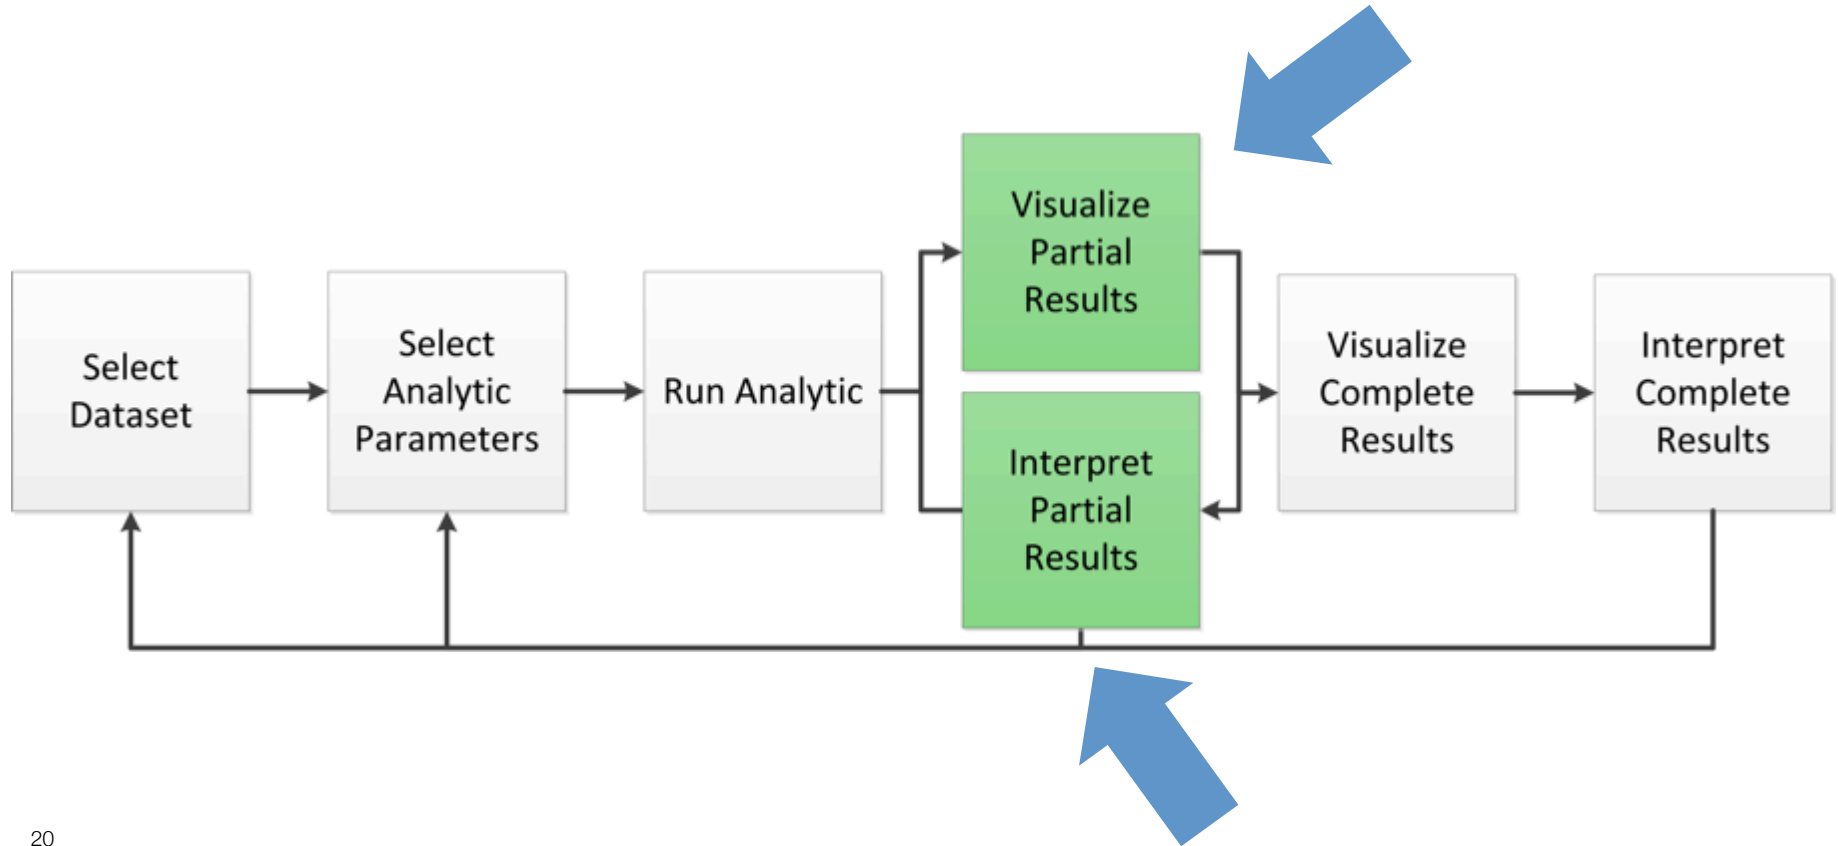 Select
Dataset
Select
Analytic
Parameters
Run Analytic
Visualize
Partial
Results
Interpret
Partial
Results
Visualize
Complete
Results
Interpret
Complete
Results
20